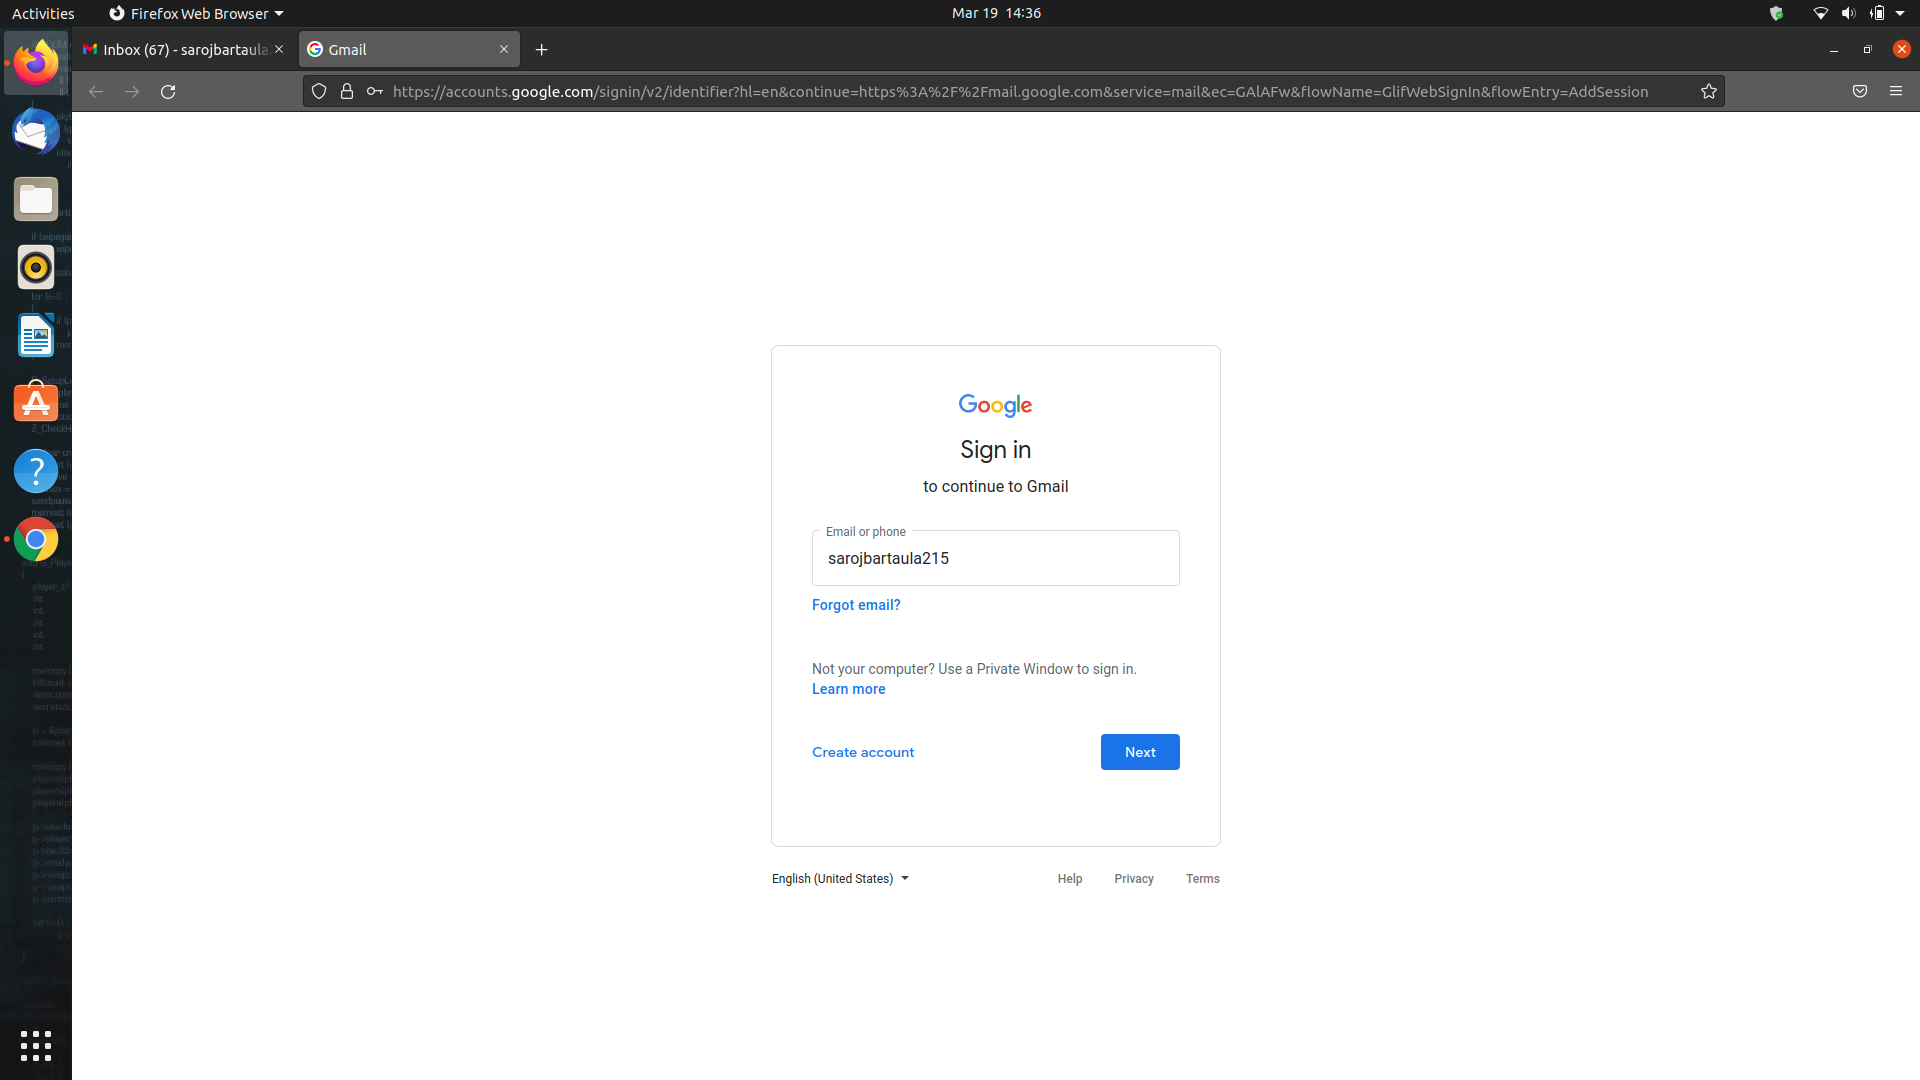 Activities
Firefox Web Browser
Mar 19 14:36
Inbox (67) - sarojbartaula
Gmail
https://accounts.google.com/signin/v2/identifier?hl=en&continue=https%3A%2F%2Fmail.google.com&service=mail&ec=GAlAFw&flowName=GlifWebSignIn&flowEntry=AddSession
Google
Sign in
to continue to Gmail
Email or phone
sarojbartaula215
Forgot email?
Not your computer? Use a Private Window to sign in.
Learn more
Create account
Next
English (United States)
Help
Privacy
Terms